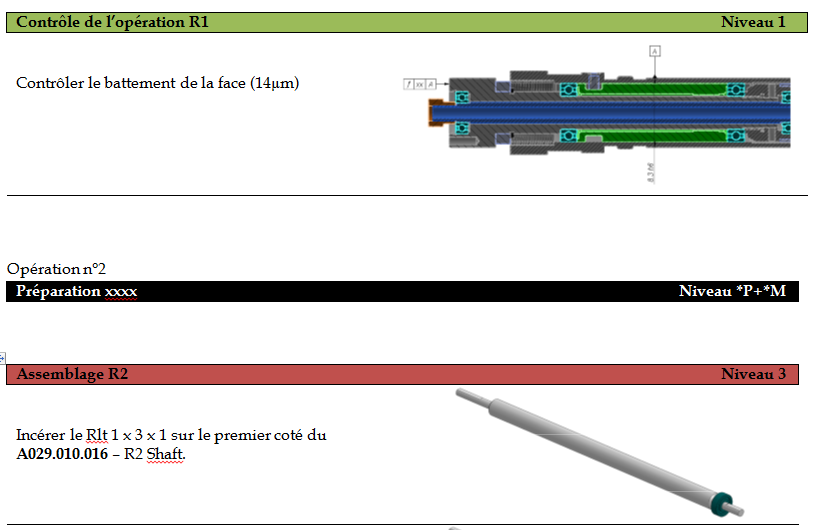 Contrôle de l'opération R1 Niveau 1
A
Contrôler le battement de la face (14µm)
xx A
Opération n°2
Préparation xxxx Niveau *P+*M
Assemblage R2 Niveau 3
Incérer le Rlt 1 x 3 x 1 sur le premier coté du
A029.010.016 – R2 Shaft.